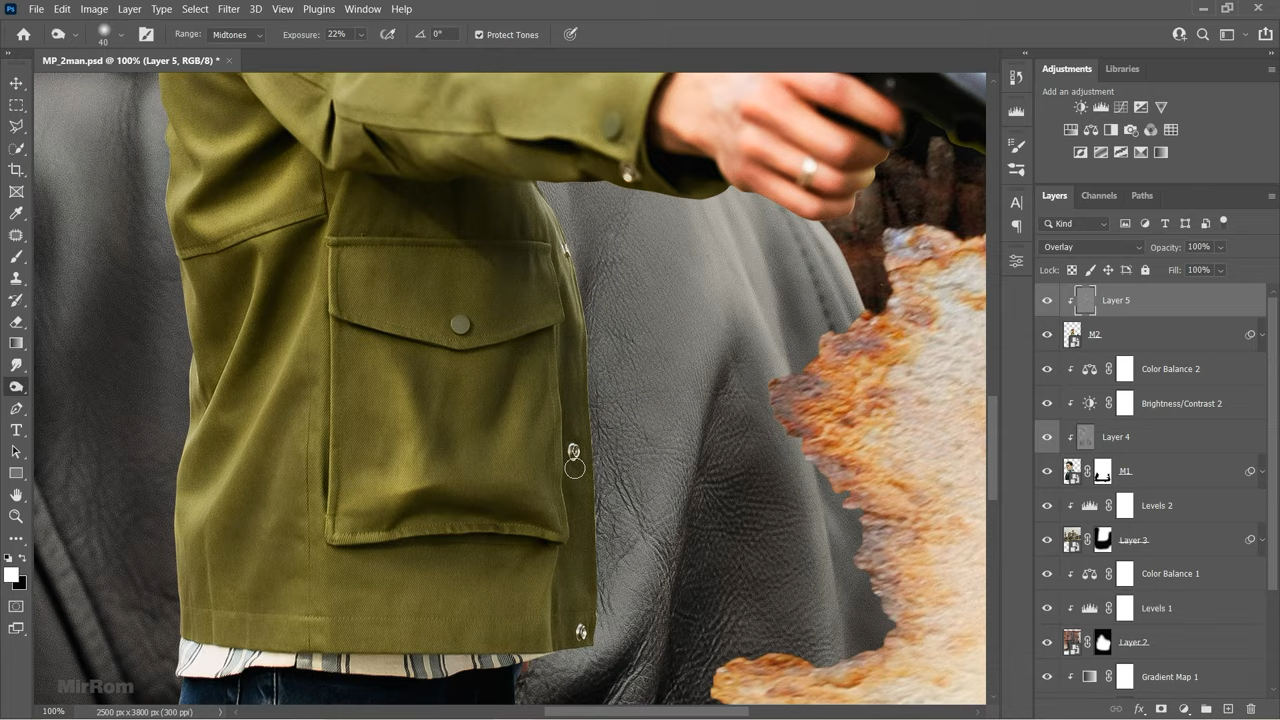 Ps File Edit Image Layer Type Select Filter 3D View Plugins Window Help
40 Range: Midtones Exposure: 22% 0° Protect Tones
MP_2man.psd @ 100% (Layer 5, RGB/8) * ×
Adjustments Libraries
Add an adjustment
Layers Channels Paths
Kind
Overlay Opacity: 100%
Lock: Fill: 100%
Layer 5
M2
Color Balance 2
Brightness/Contrast 2
Layer 4
M1
Levels 2
Layer 3
Color Balance 1
Levels 1
Layer 2
Gradient Map 1
MirRom
100% 2500 px x 3800 px (300 ppi)
fx